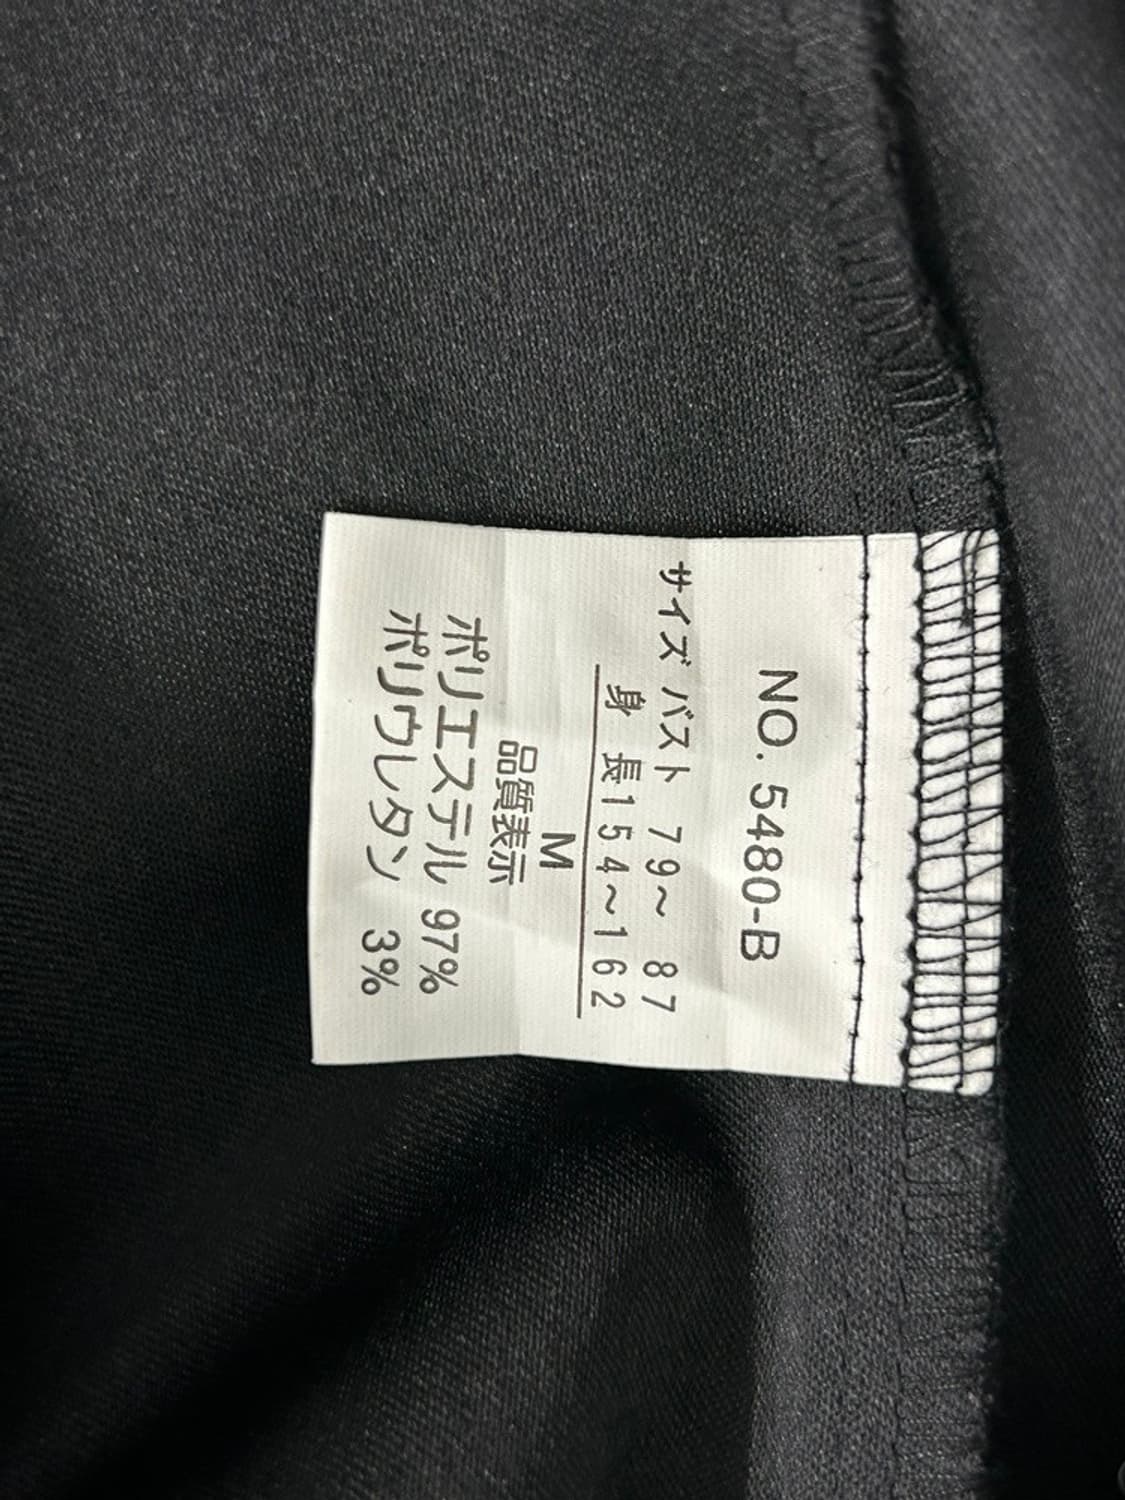 NO. 5480-B
サイズ バスト 79～ 87
身 長154～162
M
品質表示
ポリエステル 97%
ポリウレタン 3%